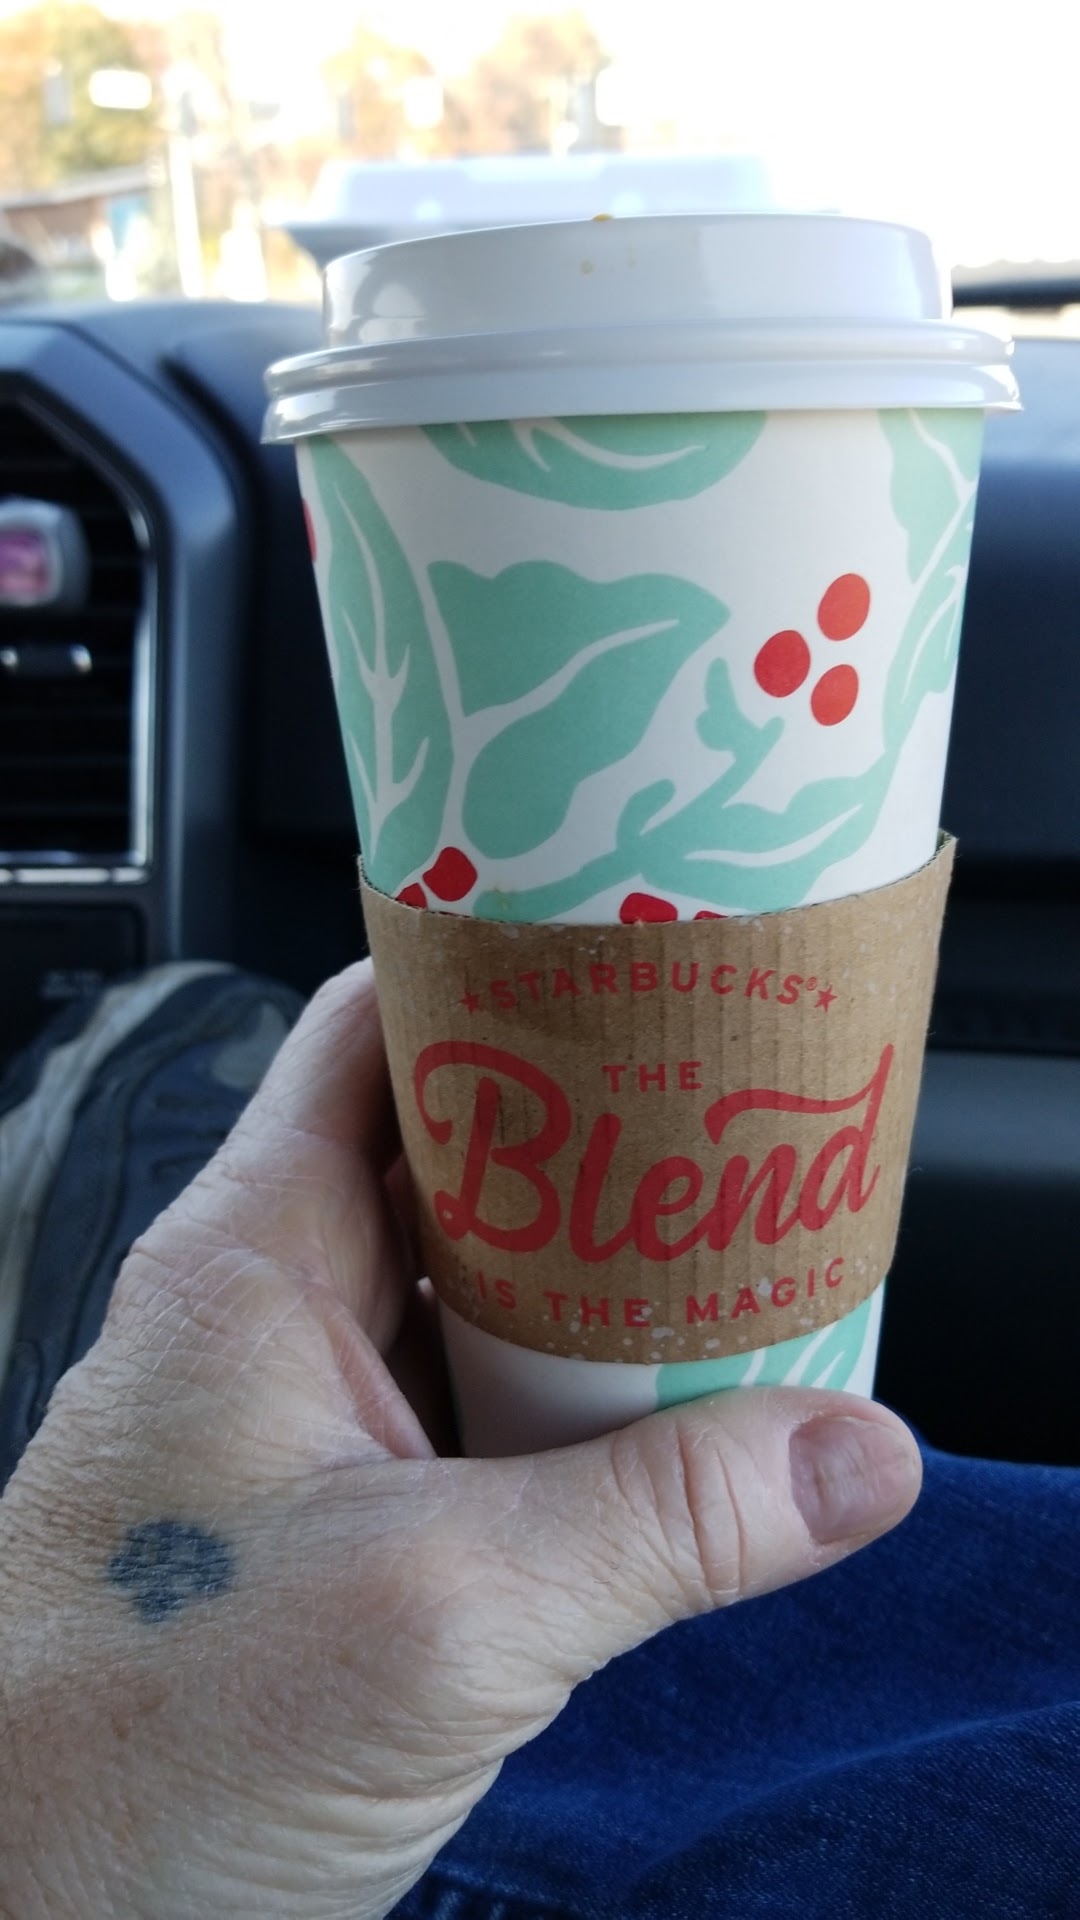 ★STARBUCKS®★
THE
Blend
IS THE MAGIC